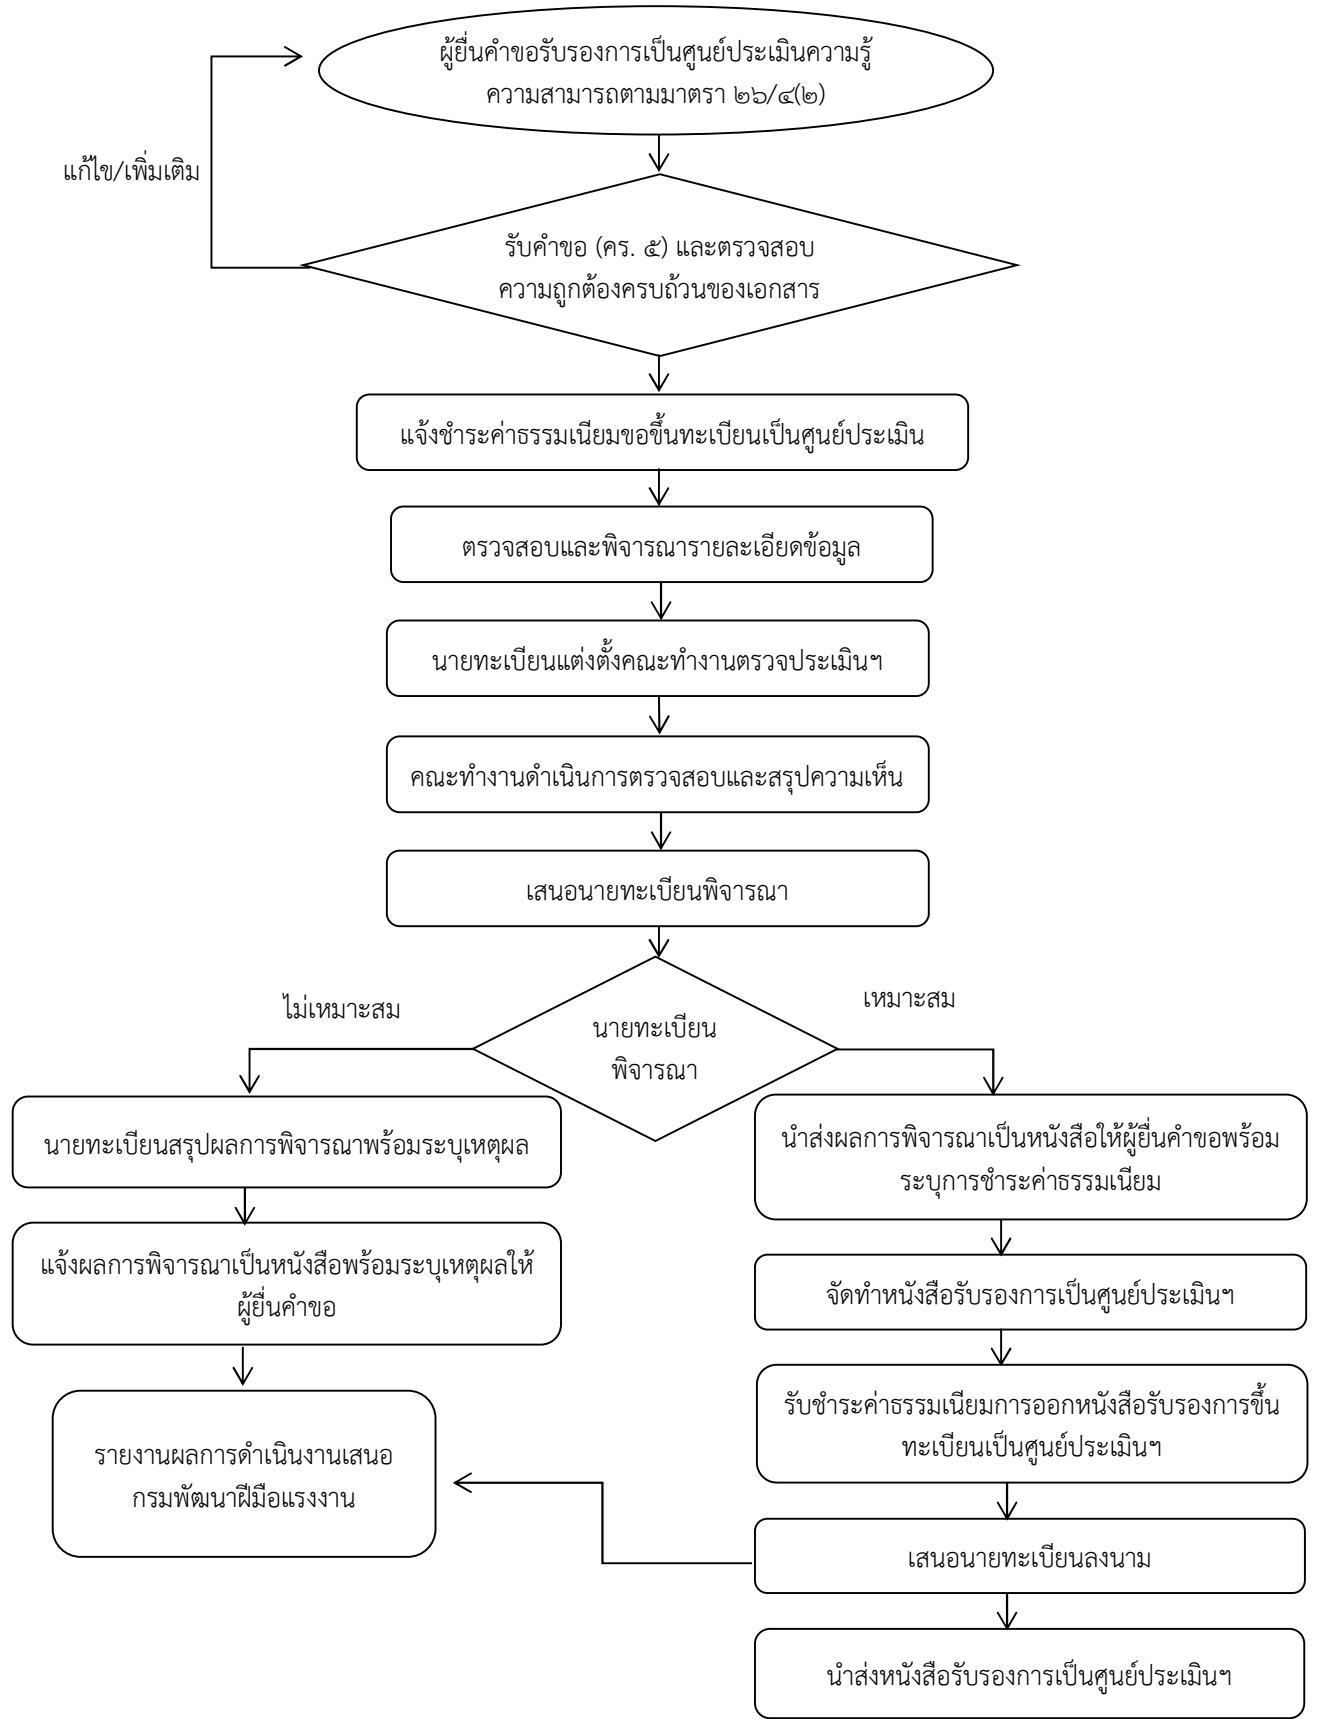 ผู้ยื่นคำขอรับรองการเป็นศูนย์ประเมินความรู้
ความสามารถตามมาตรา ๒๖/๔(๒)
แก้ไข/เพิ่มเติม
รับคำขอ (คร. ๕) และตรวจสอบ
ความถูกต้องครบถ้วนของเอกสาร
แจ้งชำระค่าธรรมเนียมขอขึ้นทะเบียนเป็นศูนย์ประเมิน
ตรวจสอบและพิจารณารายละเอียดข้อมูล
นายทะเบียนแต่งตั้งคณะทำงานตรวจประเมินฯ
คณะทำงานดำเนินการตรวจสอบและสรุปความเห็น
เสนอนายทะเบียนพิจารณา
นายทะเบียน
พิจารณา
ไม่เหมาะสม
นายทะเบียนสรุปผลการพิจารณาพร้อมระบุเหตุผล
แจ้งผลการพิจารณาเป็นหนังสือพร้อมระบุเหตุผลให้
ผู้ยื่นคำขอ
รายงานผลการดำเนินงานเสนอ
กรมพัฒนาฝีมือแรงงาน
เหมาะสม
นำส่งผลการพิจารณาเป็นหนังสือให้ผู้ยื่นคำขอพร้อม
ระบุการชำระค่าธรรมเนียม
จัดทำหนังสือรับรองการเป็นศูนย์ประเมินฯ
รับชำระค่าธรรมเนียมการออกหนังสือรับรองการขึ้น
ทะเบียนเป็นศูนย์ประเมินฯ
เสนอนายทะเบียนลงนาม
นำส่งหนังสือรับรองการเป็นศูนย์ประเมินฯ